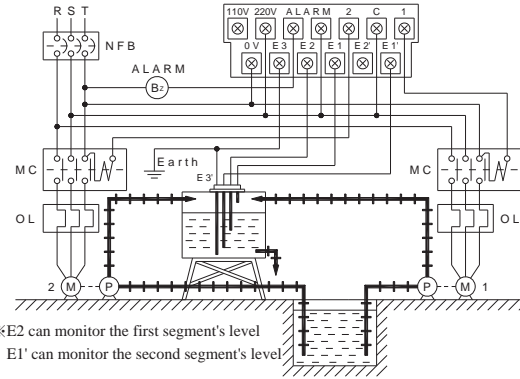 R S T
NFB
ALARM
Bz
110V 220V ALARM 2 C 1
0V E3 E2 E1 E2' E1'
MC
Earth
E3'
MC
OL
OL
2 M P
P M 1
※E2 can monitor the first segment's level
E1' can monitor the second segment's level